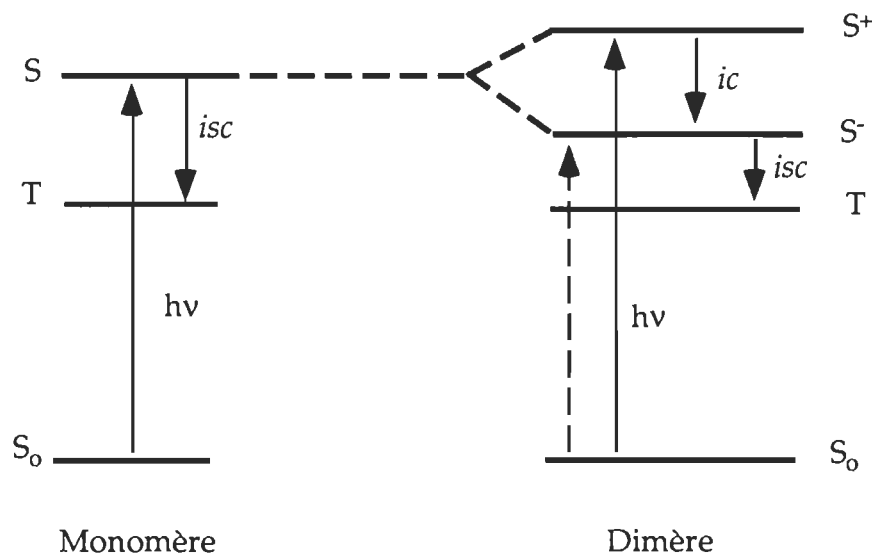 S⁺
S
ic
isc
S⁻
isc
T
T
hν
hν
Sₒ
Sₒ
Monomère
Dimère